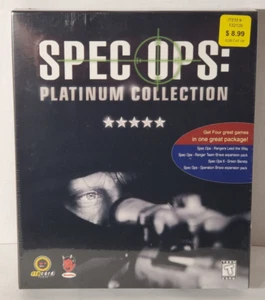 $ 8.99
SPEC OPS:
PLATINUM COLLECTION
Get Four great games
in one great package!
Spec Ops - Rangers Lead the Way
Spec Ops - Ranger Team Bravo expansion pack
Spec Ops II - Green Berets
Spec Ops - Operation Bravo expansion pack